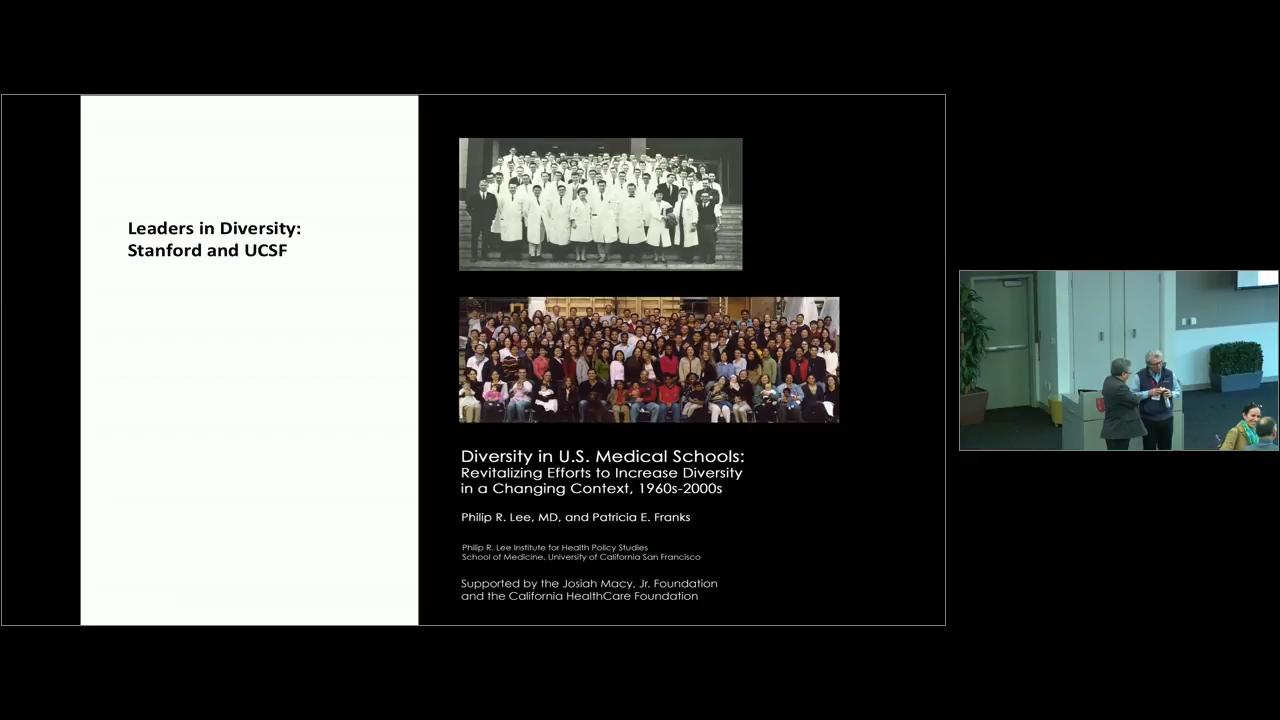 Leaders in Diversity:
Stanford and UCSF
Diversity in U.S. Medical Schools:
Revitalizing Efforts to Increase Diversity
in a Changing Context, 1960s-2000s
Philip R. Lee, MD, and Patricia E. Franks
Philip R. Lee Institute for Health Policy Studies
School of Medicine, University of California San Francisco
Supported by the Josiah Macy, Jr. Foundation
and the California HealthCare Foundation